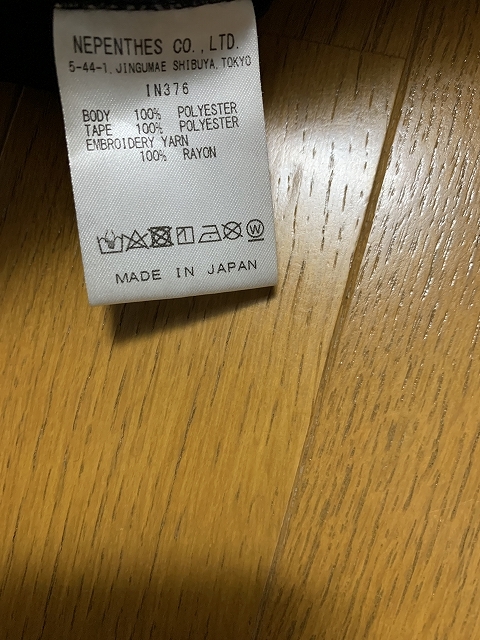 NEPENTHES CO.,LTD.
5-44-1, JINGUMAE SHIBUYA, TOKYO
IN376
BODY 100% POLYESTER
TAPE 100% POLYESTER
EMBROIDERY YARN
100% RAYON
W
MADE IN JAPAN